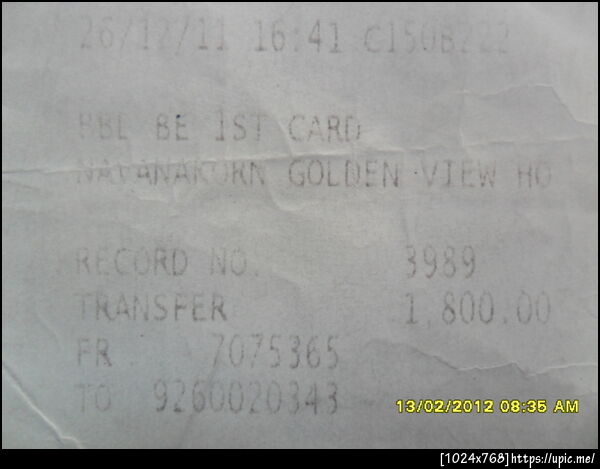 26/12/11 16:41 C150B222
BBL BE 1ST CARD
NAVANAKORN GOLDEN VIEW HO
RECORD NO. 3989
TRANSFER 1,800.00
FR 7075365
TO 9260020343
13/02/2012 08:35 AM
[1024x768]https://upic.me/